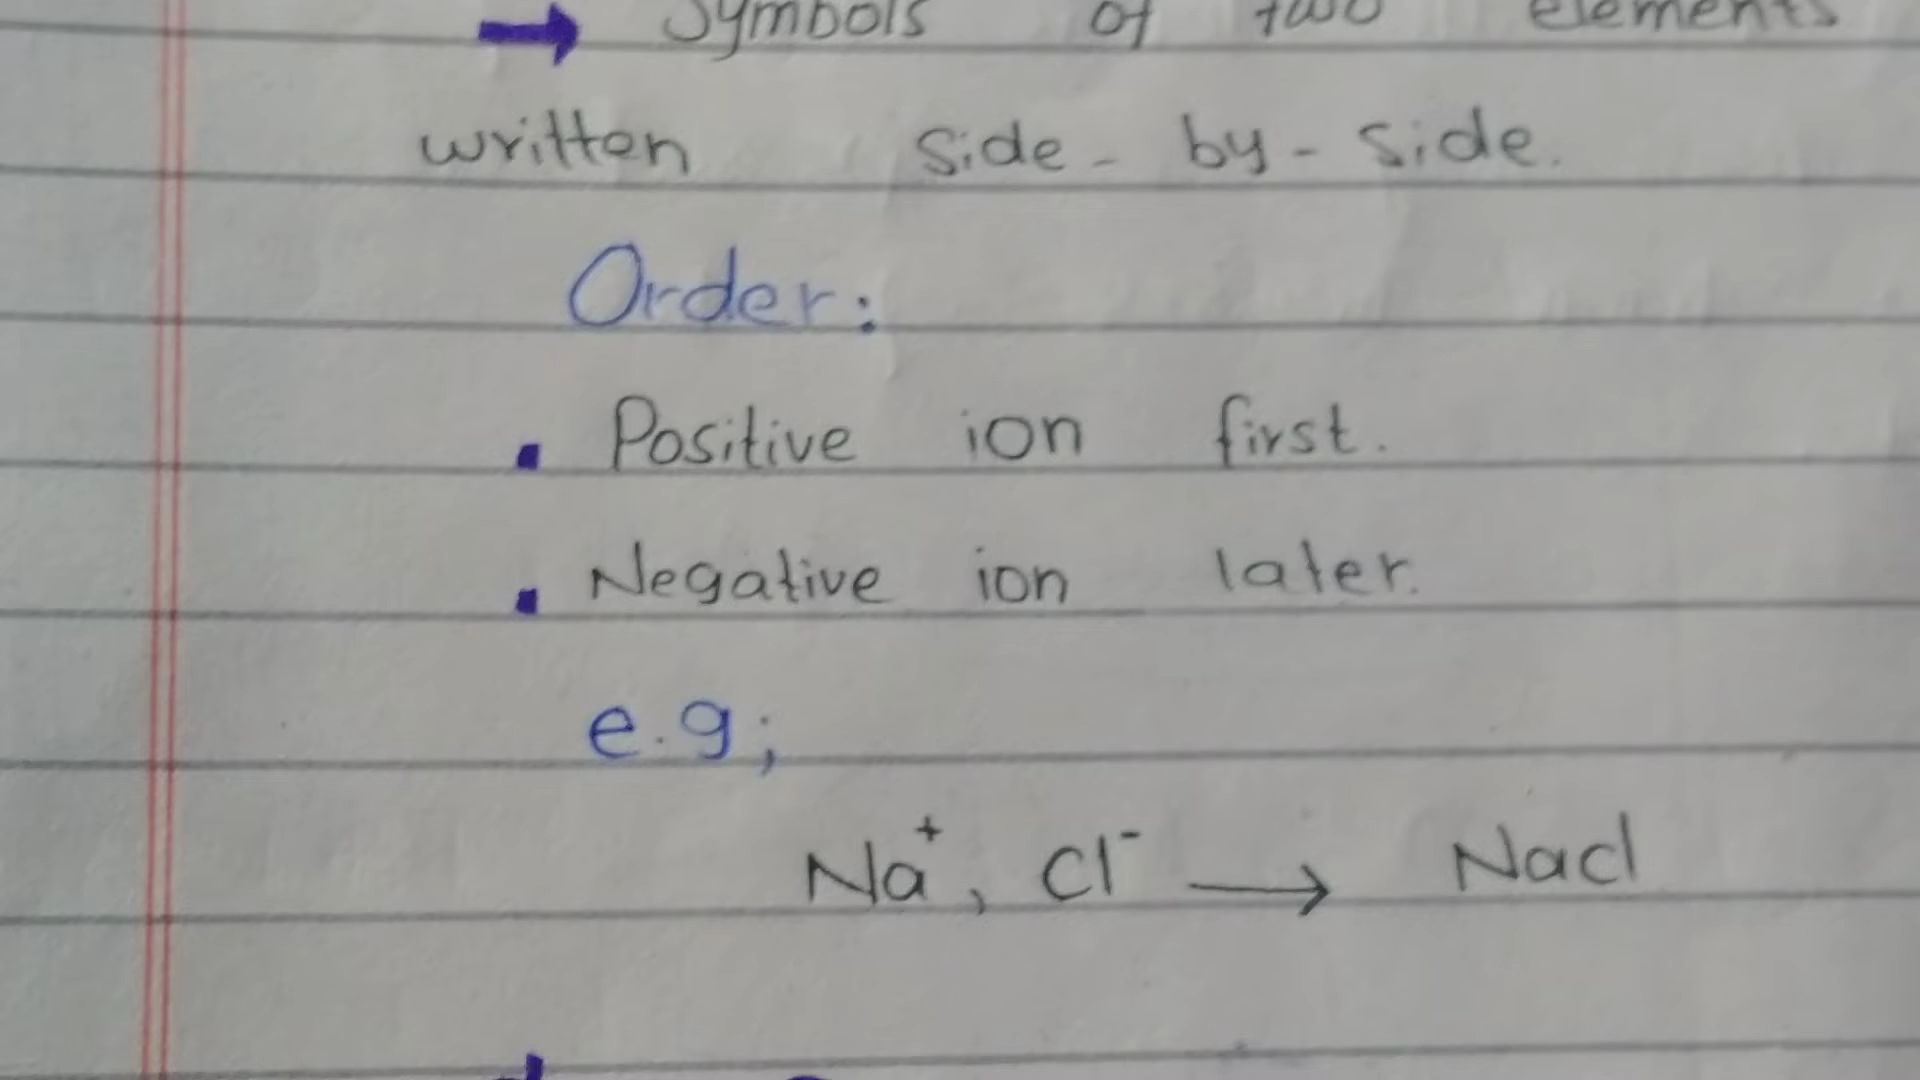 → Symbols of two elements
written side-by-side.
Order:
▪ Positive ion first.
▪ Negative ion later.
e.g;
Na⁺, Cl⁻ → Nacl